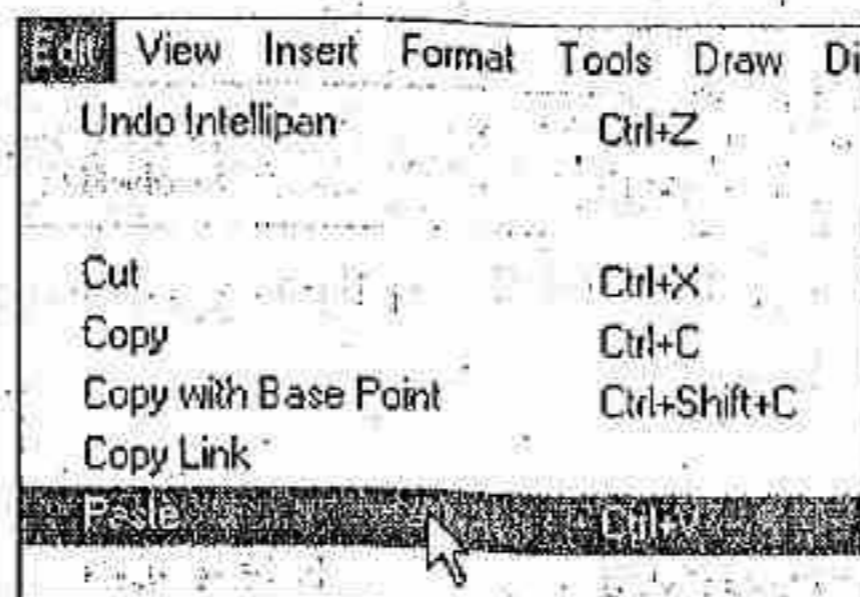 Edit View Insert Format Tools Draw Di
Undo Intellipan Ctrl+Z
Cut Ctrl+X
Copy Ctrl+C
Copy with Base Point Ctrl+Shift+C
Copy Link
Paste Ctrl+V